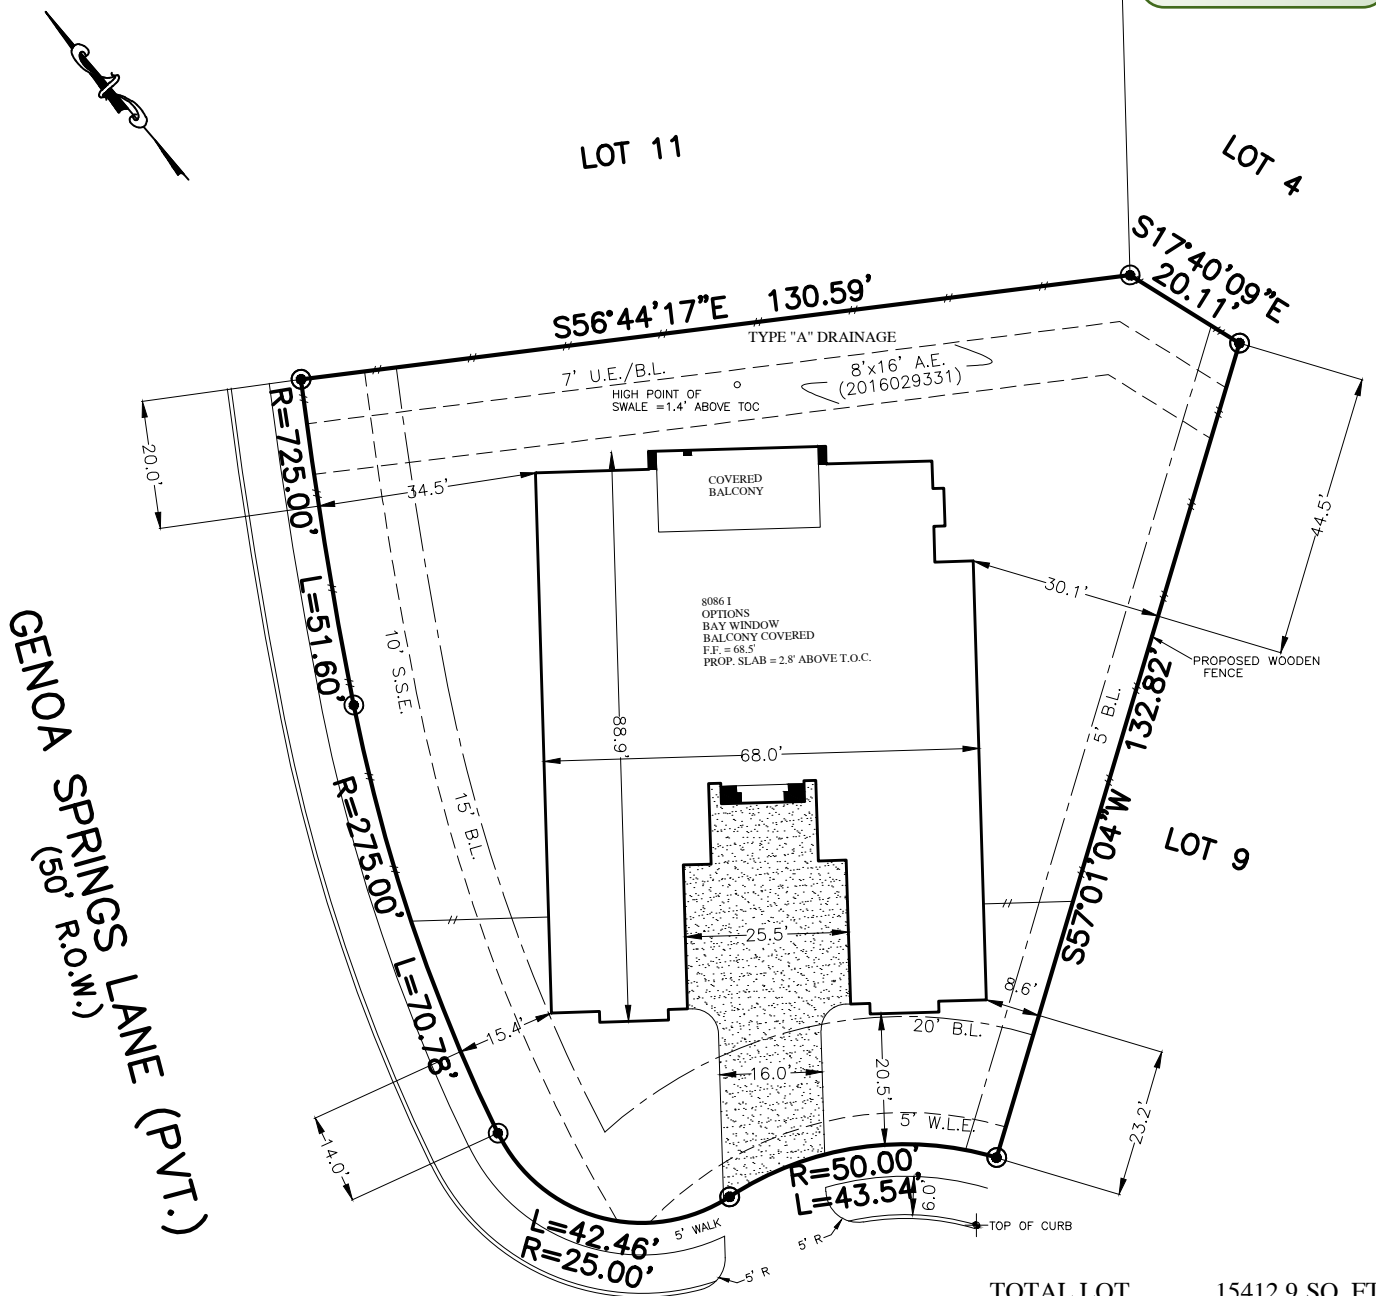 LOT 11
LOT 4
S17°40'09"E
20.11'
S56°44'17"E 130.59'
TYPE "A" DRAINAGE
7' U.E./B.L.
8'x16' A.E.
(2016029331)
HIGH POINT OF
SWALE =1.4' ABOVE TOC
20.0'
R=725.00' L=51.60'
34.5'
COVERED
BALCONY
44.5'
30.1'
8086 I
OPTIONS
BAY WINDOW
BALCONY COVERED
F.F. = 68.5'
PROP. SLAB = 2.8' ABOVE T.O.C.
PROPOSED WOODEN
FENCE
10' S.S.E.
GENOA SPRINGS LANE (PVT.)
(50' R.O.W.)
88.9'
68.0'
5' B.L.
S57°01'04"W 132.82'
15' B.L.
R=275.00' L=70.78'
LOT 9
25.5'
8.6'
15.4'
20' B.L.
16.0'
20.5'
5' W.L.E.
23.2'
14.0'
R=50.00'
L=43.54'
6.0'
L=42.46'
R=25.00'
5' WALK
5' R
5' R
TOP OF CURB
TOTAL LOT 15412.9 SQ. FT